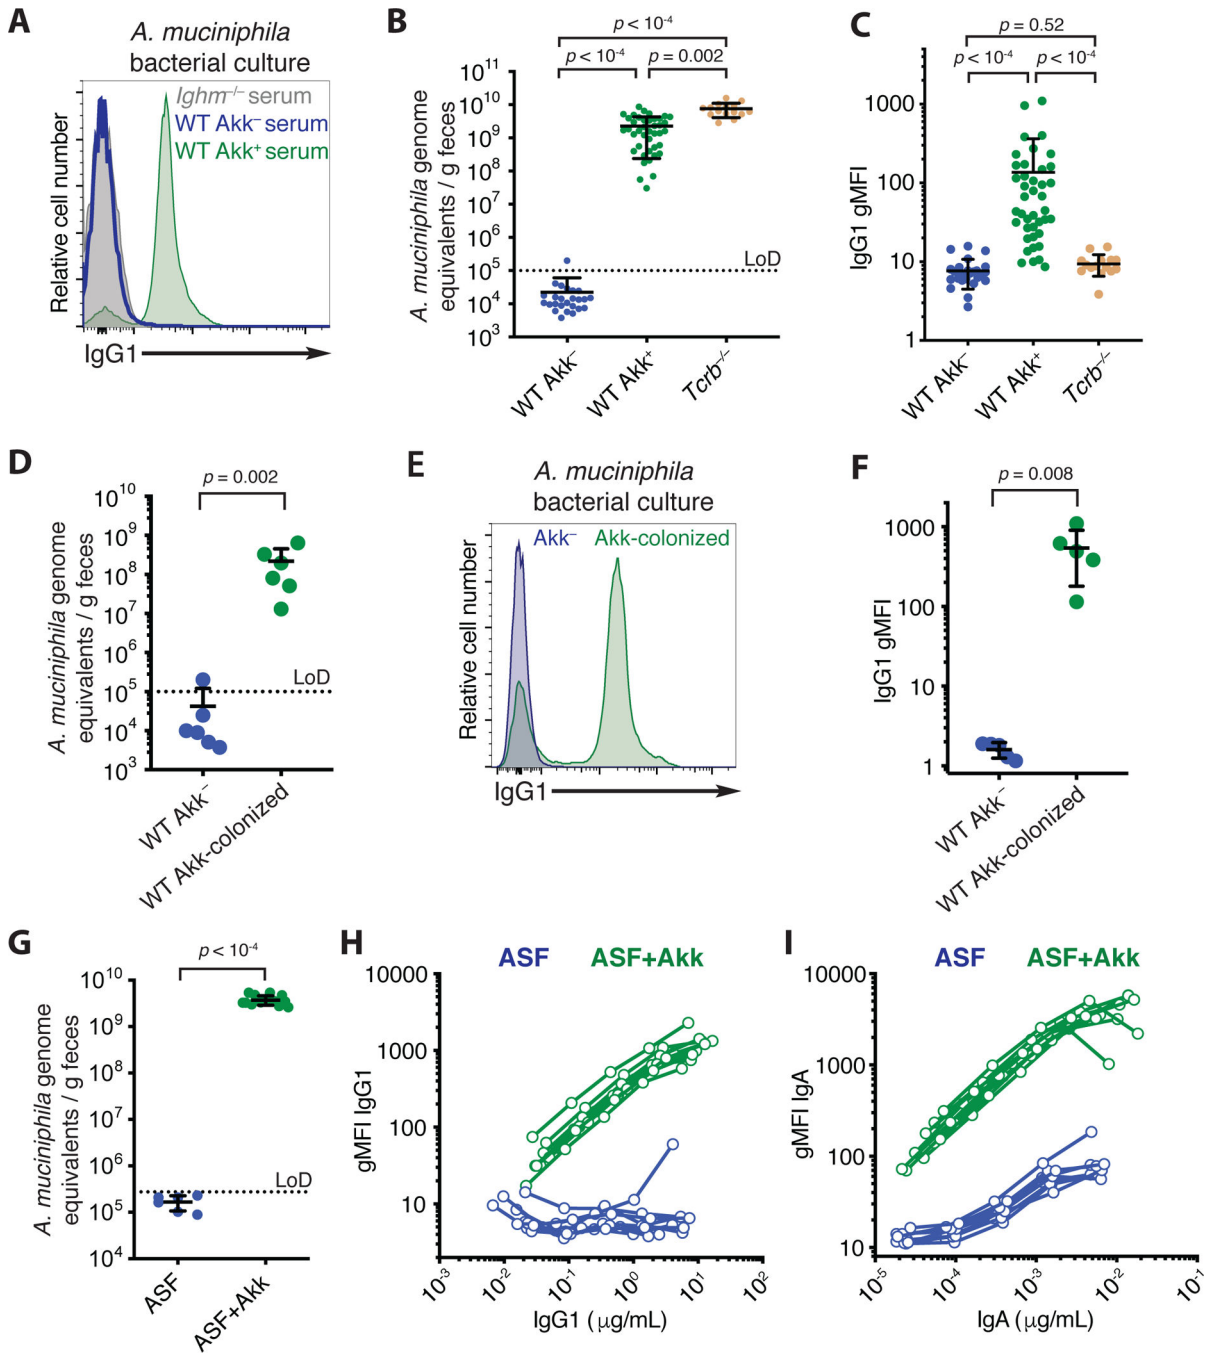 A
A. muciniphila
bacterial culture
Ighm⁻/⁻ serum
WT Akk⁻ serum
WT Akk⁺ serum
Relative cell number
IgG1
B
p < 10⁻⁴
p < 10⁻⁴
p = 0.002
A. muciniphila genome
equivalents / g feces
10¹¹
10¹⁰
10⁹
10⁸
10⁷
10⁶
10⁵
10⁴
10³
LoD
WT Akk⁻
WT Akk⁺
Tcrb⁻/⁻
C
p = 0.52
p < 10⁻⁴
p < 10⁻⁴
IgG1 gMFI
1000
100
10
1
WT Akk⁻
WT Akk⁺
Tcrb⁻/⁻
D
p = 0.002
A. muciniphila genome
equivalents / g feces
10¹⁰
10⁹
10⁸
10⁷
10⁶
10⁵
10⁴
10³
LoD
WT Akk⁻
WT Akk-colonized
E
A. muciniphila
bacterial culture
Akk⁻ Akk-colonized
Relative cell number
IgG1
F
p = 0.008
IgG1 gMFI
1000
100
10
1
WT Akk⁻
WT Akk-colonized
G
p < 10⁻⁴
A. muciniphila genome
equivalents / g feces
10¹⁰
10⁹
10⁸
10⁷
10⁶
10⁵
10⁴
LoD
ASF
ASF+Akk
H
ASF ASF+Akk
gMFI IgG1
10000
1000
100
10
10⁻³ 10⁻² 10⁻¹ 10⁰ 10¹ 10²
IgG1 (μg/mL)
I
ASF ASF+Akk
gMFI IgA
10000
1000
100
10
10⁻⁵ 10⁻⁴ 10⁻³ 10⁻² 10⁻¹
IgA (μg/mL)